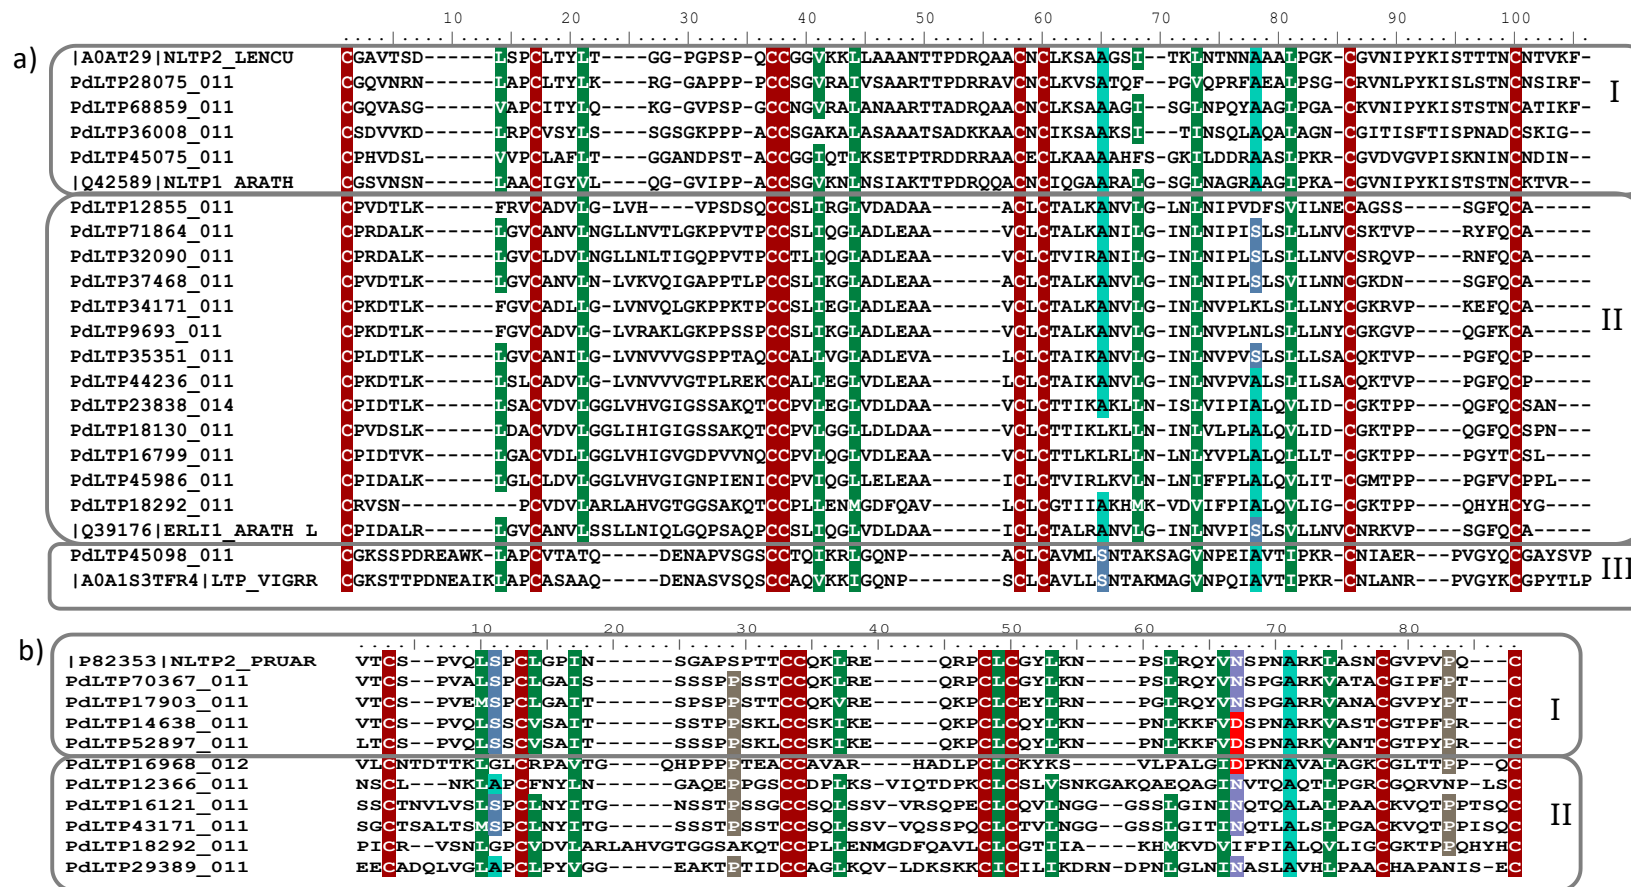 10 20 30 40 50 60 70 80 90 100
a)
|A0AT29|NLTP2_LENCU CGAVTSD------LSPCLTYLT----GG-PGPSP-QCCGGVKKLLAAANTTPDRQAACNCLKSAAGSI--TKLNTNNAAALPGK-CGVNIPYKISTTTNCNTVKF-
PdLTP28075_011 CGQVNRN------LAPCLTYLK----RG-GAPPP-PCCSGVRAIVSAARTTPDRRAVCNCLKVSATQF--PGVQPRFAEALPSG-CRVNLPYKISLSTNCNSIRF-
PdLTP68859_011 CGQVASG------VAPCITYLQ----KG-GVPSP-GCCNGVRALANAARTTADRQAACNCLKSAAAGI--SGLNPQYAAGLPGA-CKVNIPYKISTSTNCATIKF-
PdLTP36008_011 CSDVVKD------LRPCVSYLS----SGSGKPPP-ACCSGAKALASAAATSADKKAACNCIKSAAKSI---TINSQLAQALAGN-CGITISFTISPNADCSKIG--
PdLTP45075_011 CPHVDSL------VVPCLAFLT----GGANDPST-ACCGGIQTLKSETPTRDDRRAACECLKAAAAHFS-GKILDDRAASLPKR-CGVDVGVPISKNINCNDIN--
|Q42589|NLTP1 ARATH CGSVNSN------LAACIGYVL----QG-GVIPP-ACCSGVKNLNSIAKTTPDRQQACNCIQGAARALG-SGLNAGRAAGIPKA-CGVNIPYKISTSTNCKTVR--
I
PdLTP12855_011 CPVDTLK------FRVCADVLG-LVH----VPSDSQCCSLIRGLVDADAA------ACLCTALKANVLG-LNLNIPVDFSVILNECAGSS-----SGFQCA-----
PdLTP71864_011 CPRDALK------LGVCANVLNGLLNVTLGKPPVTPCCSLIQGLADLEAA------VCLCTALKANILG-INLNIPISLSLLLNVCSKTVP----RYFQCA-----
PdLTP32090_011 CPRDALK------LGVCLDVLNGLLNLTIGQPPVTPCCTLIQGLADLEAA------VCLCTVIRANILG-INLNIPLSLSLLLNVCSRQVP----RNFQCA-----
PdLTP37468_011 CPVDTLK------LGVCANVLN-LVKVQIGAPPTLPCCSLIKGLADLEAA------ICLCTALKANVLG-INLNIPLSLSVILNNCGKDN-----SGFQCA-----
PdLTP34171_011 CPKDTLK------FGVCADLLG-LVNVQLGKPPKTPCCSLIEGLADLEAA------VCLCTALKANVLG-INLNVPLKLSLLLNYCGKRVP----KEFQCA-----
PdLTP9693_011 CPKDTLK------FGVCADVLG-LVRAKLGKPPSSPCCSLIKGLADLEAA------VCLCTALKANVLG-INLNVPLNLSLLLNYCGKGVP----QGFKCA-----
PdLTP35351_011 CPLDTLK------LGVCANILG-LVNVVVGSPPTAQCCALLVGLADLEVA------LCLCTAIKANVLG-INLNVPVSLSLLLSACQKTVP----PGFQCP-----
PdLTP44236_011 CPKDTLK------LSLCADVLG-LVNVVVGTPLREKCCALLEGLVDLEAA------LCLCTAIKANVLG-INLNVPVALSLILSACQKTVP----PGFQCP-----
PdLTP23838_014 CPIDTLK------LSACVDVLGGLVHVGIGSSAKQTCCPVLEGLVDLDAA------VCLCTTIKAKLLN-ISLVIPIALQVLID-CGKTPP----QGFQCSAN---
PdLTP18130_011 CPVDSLK------LDACVDVLGGLIHIGIGSSAKQTCCPVLGGLLDLDAA------VCLCTTIKLKLLN-INLVLPLALQVLID-CGKTPP----QGFQCSPN---
PdLTP16799_011 CPIDTVK------LGACVDLLGGLVHIGVGDPVVNQCCPVLQGLVDLEAA------VCLCTTLKLRLLN-LNLYVPLALQLLLT-CGKTPP----PGYTCSL----
PdLTP45986_011 CPIDALK------LGLCLDVLGGLVHVGIGNPIENICCPVIQGLLELEAA------ICLCTVIRLKVLN-LNIFFPLALQVLIT-CGMTPP----PGFVCPPL---
PdLTP18292_011 CRVSN----------PCVDVLARLAHVGTGGSAKQTCCPLLENMGDFQAV------LCLCGTIIAKHMK-VDVIFPIALQVLIG-CGKTPP----QHYHCYG----
|Q39176|ERLI1_ARATH L CPIDALR------LGVCANVLSSLLNIQLGQPSAQPCCSLIQGLVDLDAA------ICLCTALRANVLG-INLNVPISLSVLLNVCNRKVP----SGFQCA-----
II
PdLTP45098_011 CGKSSPDREAWK-LAPCVTATQ-----DENAPVSGSCCTQIKRLGQNP--------ACLCAVMLSNTAKSAGVNPEIAVTIPKR-CNIAER---PVGYQCGAYSVP
|A0A1S3TFR4|LTP_VIGRR CGKSTTPDNEAIKLAPCASAAQ-----DENASVSQSCCAQVKKIGQNP--------SCLCAVLLSNTAKMAGVNPQIAVTIPKR-CNLANR---PVGYKCGPYTLP
III
b)
10 20 30 40 50 60 70 80
|P82353|NLTP2_PRUAR VTCS--PVQLSPCLGPIN------SGAPSPTTCCQKLRE-----QRPCLCGYLKN----PSLRQYVNSPNARKLASNCGVPVPQ---C
PdLTP70367_011 VTCS--PVALSPCLGAIS------SSSPPSSTCCQKLRE-----QRPCLCGYLKN----PSLRQYVNSPGARKVATACGIPFPT---C
PdLTP17903_011 VTCS--PVEMSPCLGAIT------SPSPPSTTCCQKVRE-----QKPCLCEYLRN----PGLRQYVNSPGARRVANACGVPYPT---C
PdLTP14638_011 VTCS--PVQLSSCVSAIT------SSTPPSKLCCSKIKE-----QKPCLCQYLKN----PNLKKFVDSPNARKVASTCGTPFPR---C
PdLTP52897_011 LTCS--PVQLSSCVSAIT------SSSPPSKLCCSKIKE-----QKPCLCQYLKN----PNLKKFVDSPNARKVANTCGTPYPR---C
I
PdLTP16968_012 VLCNTDTTKLGLCRPAVTG----QHPPPPTEACCAVAR----HADLPCLCKYKS-----VLPALGIDPKNAVALAGKCGLTTPP--QC
PdLTP12366_011 NSCL---NKLAPCFNYLN------GAQEPPGSCCDPLKS-VIQTDPKCLCSLVSNKGAKQAEQAGINVTQAQTLPGRCGQRVNP-LSC
PdLTP16121_011 SSCTNVLVSLSPCLNYITG-----NSSTPSSGCCSQLSSV-VRSQPECLCQVLNGG--GSSLGININQTQALALPAACKVQTPPTSQC
PdLTP43171_011 SGCTSALTSMSPCLNYITG-----SSSTPSSTCCSQLSSV-VQSSPQCLCTVLNGG--GSSLGITINQTLALSLPGACKVQTPPISQC
PdLTP18292_011 PICR--VSNLGPCVDVLARLAHVGTGGSAKQTCCPLLENMGDFQAVLCLCGTIIA----KHMKVDVIFPIALQVLIGCGKTPPQHYHC
PdLTP29389_011 EECADQLVGLAPCLPYVGG-----EAKTPTIDCCAGLKQV-LDKSKKCICILIKDRNDPNLGLNINASLAVHLPAACHAPANIS-EC
II